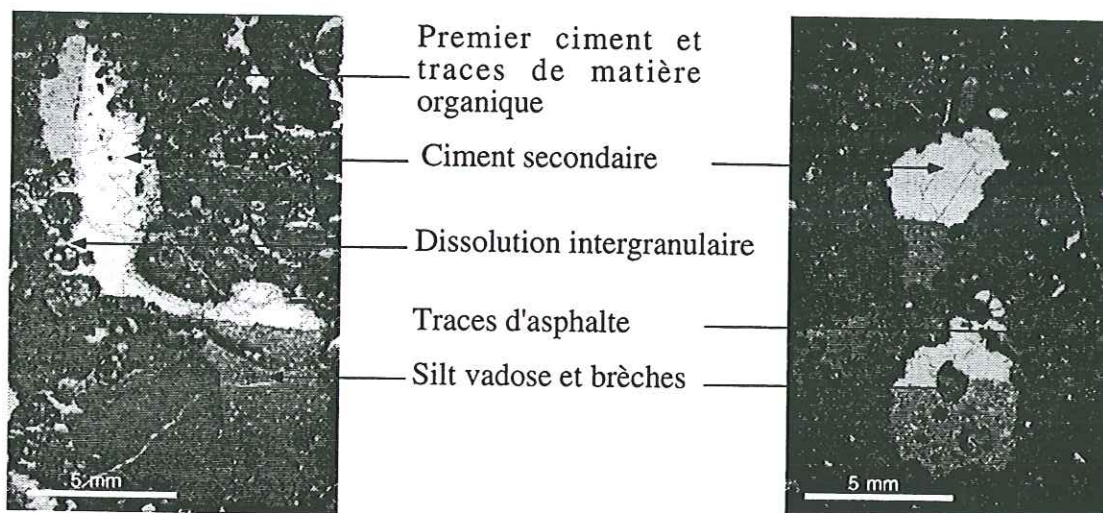 Premier ciment et
traces de matière
organique
Ciment secondaire
Dissolution intergranulaire
Traces d'asphalte
Silt vadose et brèches
5 mm
5 mm